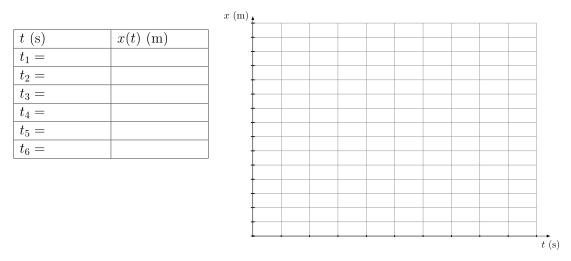 t (s) x(t) (m)
t₁ =
t₂ =
t₃ =
t₄ =
t₅ =
t₆ =
x (m)
t (s)